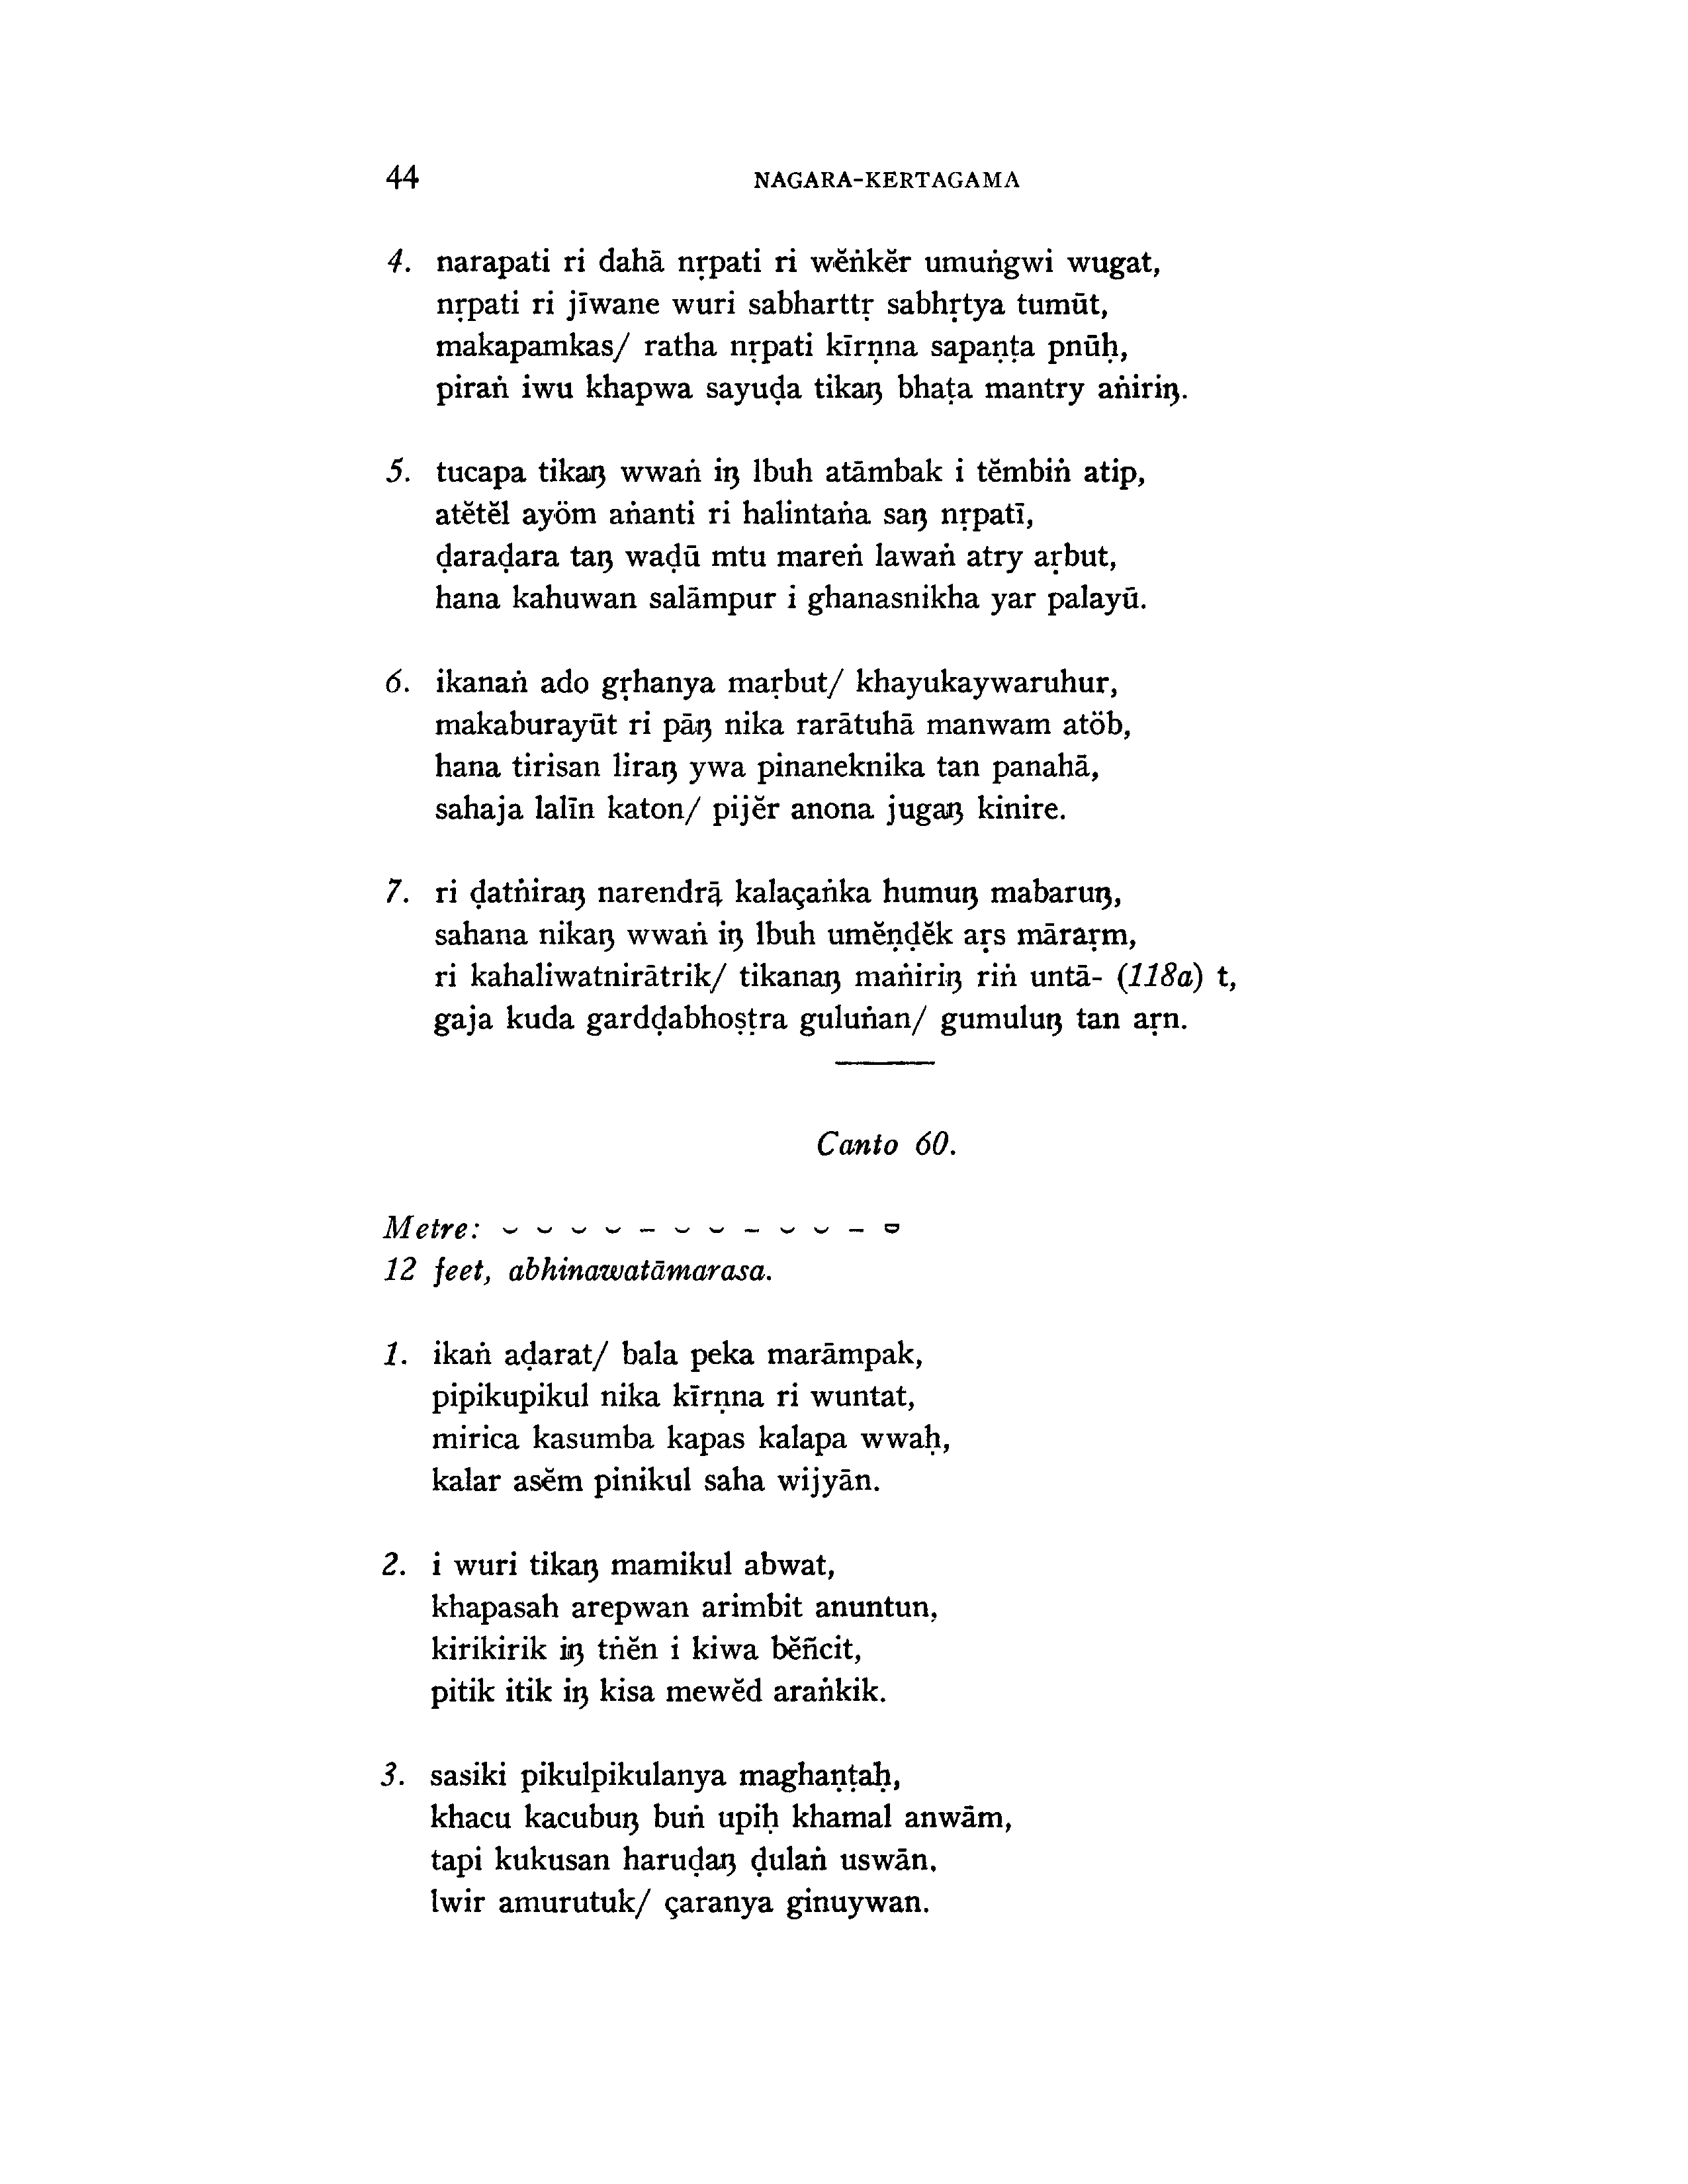 44 NAGARA-KERTAGAMA
4. narapati ri dahā nṛpati ri wĕṅkĕr umuṅgwi wugat,
nṛpati ri jīwane wuri sabharttṛ sabhṛtya tumūt,
makapamkas/ ratha nṛpati kīrṇna sapaṇṭa pnūḥ,
piraṅ iwu khapwa sayuḍa tikaŋ bhaṭa mantry aṅiriŋ.
5. tucapa tikaŋ wwaṅ iŋ lbuh atāmbak i tĕmbiṅ atip,
atĕtĕl ayöm aṅanti ri halintaṅa saŋ nṛpatī,
ḍaraḍara taŋ waḍū mtu mareṅ lawaṅ atry aṛbut,
hana kahuwan salāmpur i ghanasnikha yar palayū.
6. ikanaṅ ado gṛhanya maṛbut/ khayukaywaruhur,
makaburayūt ri pāŋ nika rarātuhā manwam atöb,
hana tirisan liraŋ ywa pinaneknika tan panahā,
sahaja lalīn katon/ pijĕr anona jugaŋ kinire.
7. ri ḍatṅiraŋ narendrą̄ kalaçaṅka humuŋ mabaruŋ,
sahana nikaŋ wwaṅ iŋ lbuh umĕṇḍĕk aṛs māraṛm,
ri kahaliwatnirātrik/ tikanaŋ maṅiriŋ riṅ untā- (118a) t,
gaja kuda gardḍabhoṣṭra guluṅan/ gumuluŋ tan aṛn.
Canto 60.
Metre: ⏑ ⏑ ⏑ ⏑ – ⏑ ⏑ – ⏑ ⏑ – ⏓
12 feet, abhinawatāmarasa.
1. ikaṅ aḍarat/ bala peka marāmpak,
pipikupikul nika kīrṇna ri wuntat,
mirica kasumba kapas kalapa wwaḥ,
kalar asĕm pinikul saha wijyān.
2. i wuri tikaŋ mamikul abwat,
khapasah arepwan arimbit anuntun,
kirikirik iŋ tṅĕn i kiwa bĕñcit,
pitik itik iŋ kisa mewĕd araṅkik.
3. sasiki pikulpikulanya maghaṇṭaḥ,
khacu kacubuŋ buṅ upiḥ khamal anwām,
tapi kukusan haruḍaŋ ḍulaṅ uswān,
lwir amurutuk/ çaranya ginuywan.